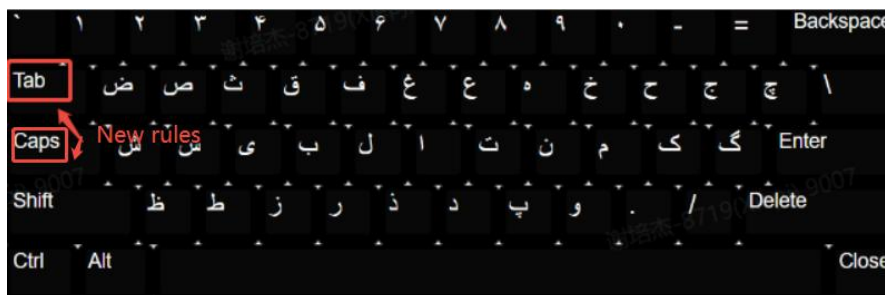 ` ۱ ۲ ۳ ۴ ۵ ۶ ۷ ۸ ۹ ۰ - = Backspace
Tab ض ص ث ق ف غ ع ه خ ح ج چ \
Caps New rules ش س ی ب ل ا ت ن م ک گ Enter
Shift ظ ط ز ر ذ د پ و . / Delete
Ctrl Alt Close